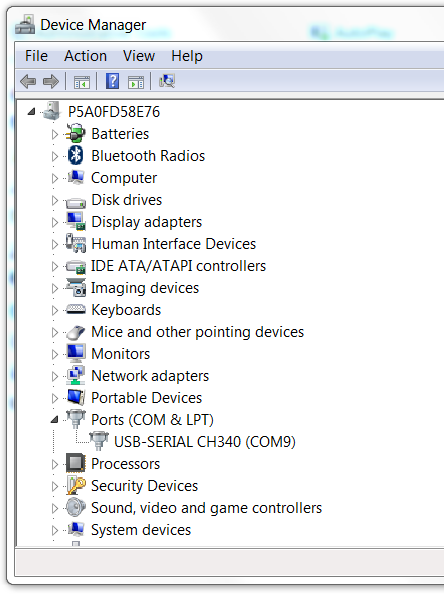 Device Manager
File Action View Help
P5A0FD58E76
Batteries
Bluetooth Radios
Computer
Disk drives
Display adapters
Human Interface Devices
IDE ATA/ATAPI controllers
Imaging devices
Keyboards
Mice and other pointing devices
Monitors
Network adapters
Portable Devices
Ports (COM & LPT)
USB-SERIAL CH340 (COM9)
Processors
Security Devices
Sound, video and game controllers
System devices